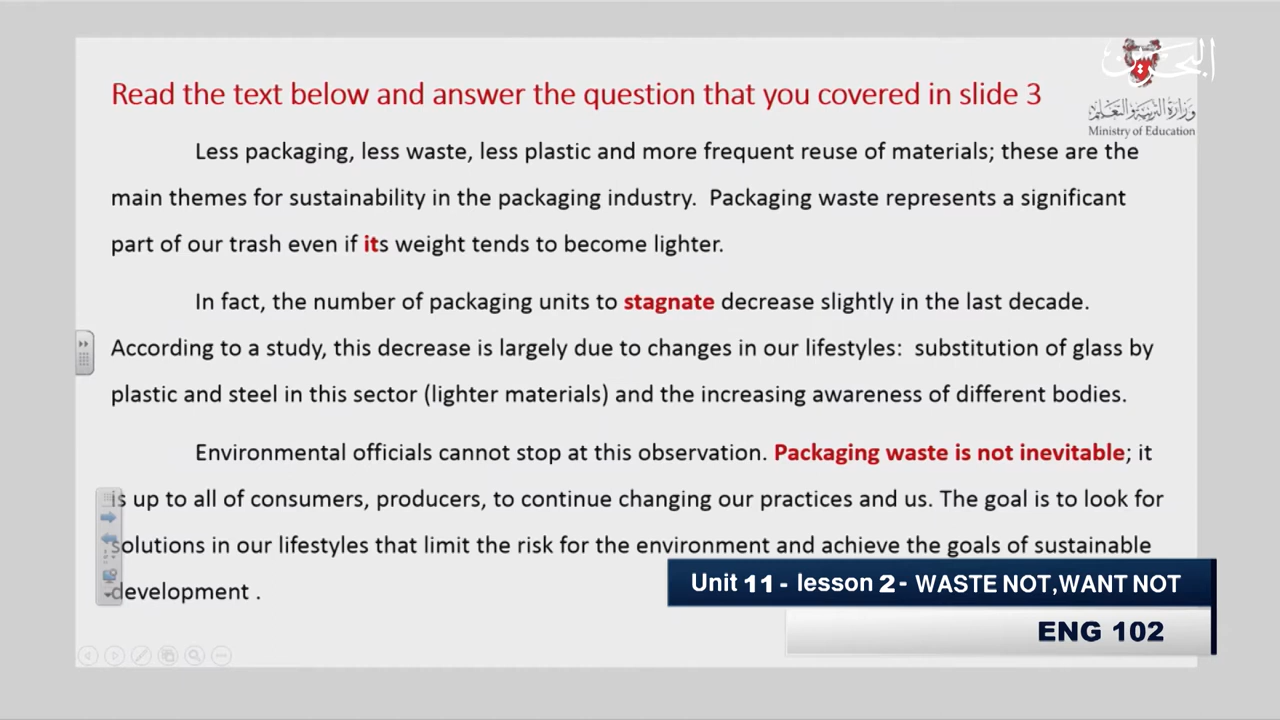 البحرين
وزارة التربية والتعليم
Ministry of Education
Read the text below and answer the question that you covered in slide 3
Less packaging, less waste, less plastic and more frequent reuse of materials; these are the
main themes for sustainability in the packaging industry. Packaging waste represents a significant
part of our trash even if its weight tends to become lighter.
In fact, the number of packaging units to stagnate decrease slightly in the last decade.
According to a study, this decrease is largely due to changes in our lifestyles: substitution of glass by
plastic and steel in this sector (lighter materials) and the increasing awareness of different bodies.
Environmental officials cannot stop at this observation. Packaging waste is not inevitable; it
is up to all of consumers, producers, to continue changing our practices and us. The goal is to look for
solutions in our lifestyles that limit the risk for the environment and achieve the goals of sustainable
development .
Unit 11 - lesson 2 - WASTE NOT,WANT NOT
ENG 102